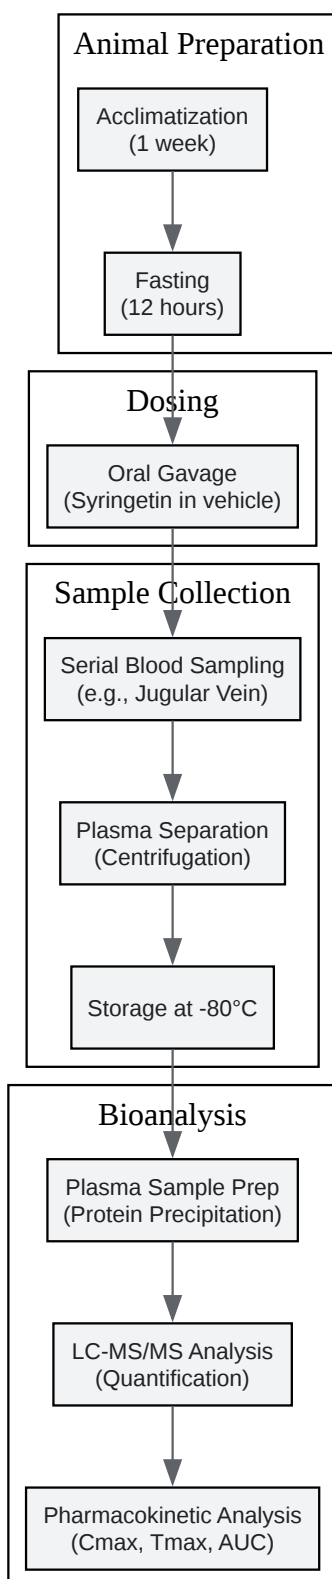 Animal Preparation
Acclimatization
(1 week)
Fasting
(12 hours)
Dosing
Oral Gavage
(Syringetin in vehicle)
Sample Collection
Serial Blood Sampling
(e.g., Jugular Vein)
Plasma Separation
(Centrifugation)
Storage at -80°C
Bioanalysis
Plasma Sample Prep
(Protein Precipitation)
LC-MS/MS Analysis
(Quantification)
Pharmacokinetic Analysis
(Cmax, Tmax, AUC)